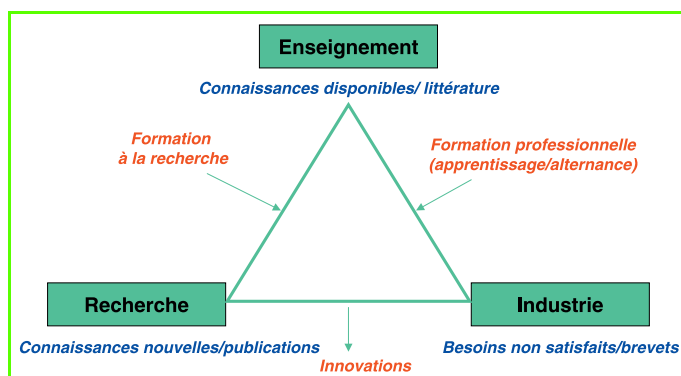 Enseignement
Connaissances disponibles/ littérature
Formation
à la recherche
Formation professionnelle
(apprentissage/alternance)
Recherche
Industrie
Connaissances nouvelles/publications
Besoins non satisfaits/brevets
Innovations